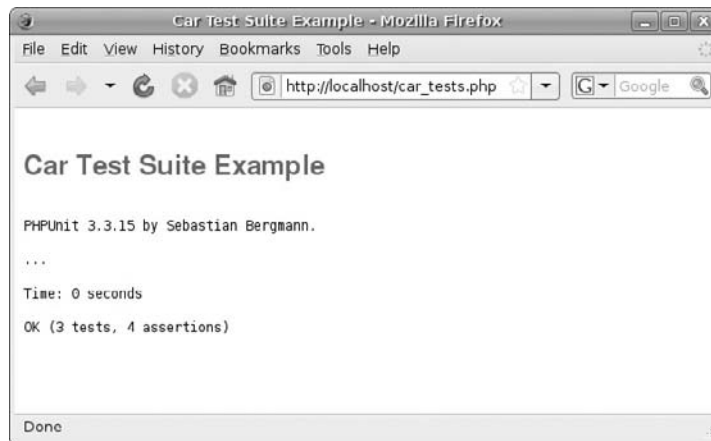 Car Test Suite Example - Mozilla Firefox
File Edit View History Bookmarks Tools Help
http://localhost/car_tests.php G Google
Car Test Suite Example
PHPUnit 3.3.15 by Sebastian Bergmann.
...
Time: 0 seconds
OK (3 tests, 4 assertions)
Done